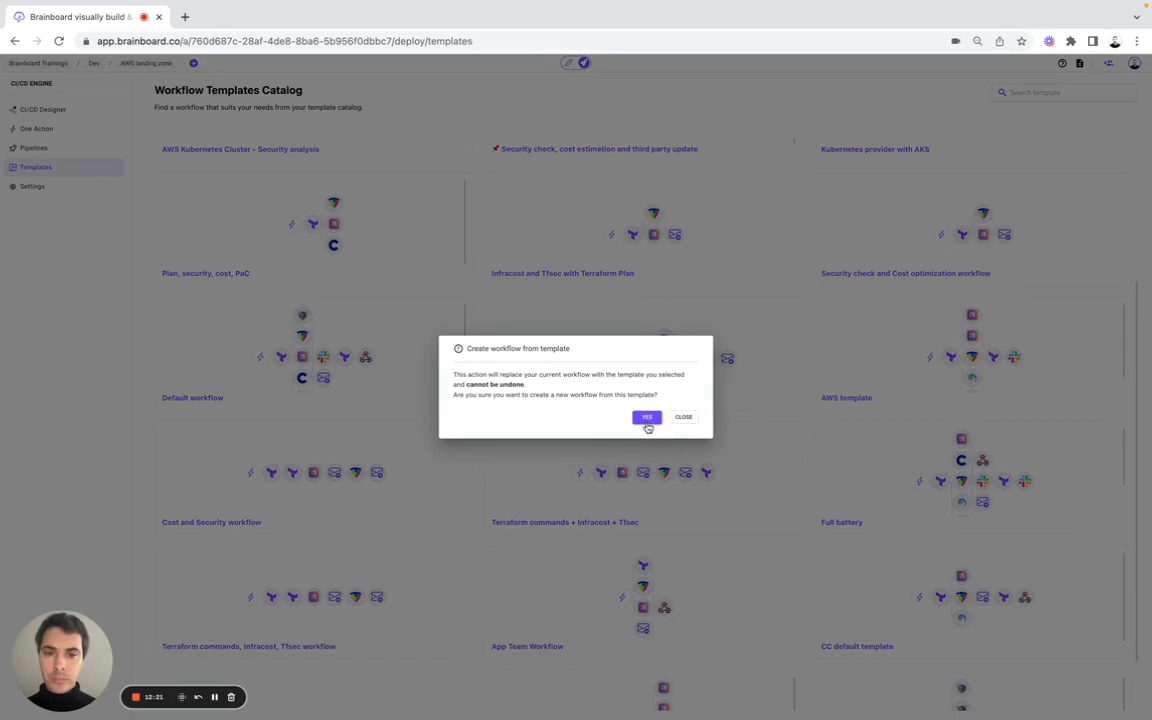 Brainboard visually build &
app.brainboard.co/a/760d687c-28af-4de8-8ba6-5b956f0dbbc7/deploy/templates
Brainboard Trainings / Dev / AWS landing zone
CI/CD ENGINE
CI/CD Designer
One Action
Pipelines
Templates
Settings
Workflow Templates Catalog
Find a workflow that suits your needs from your template catalog.
Search template
AWS Kubernetes Cluster - Security analysis
Security check, cost estimation and third party update
Kubernetes provider with AKS
Plan, security, cost, PaC
Infracost and Tfsec with Terraform Plan
Security check and Cost optimization workflow
Create workflow from template
This action will replace your current workflow with the template you selected
and cannot be undone.
Are you sure you want to create a new workflow from this template?
YES
CLOSE
Default workflow
AWS template
Cost and Security workflow
Terraform commands + Infracost + Tfsec
Full battery
Terraform commands, Infracost, Tfsec workflow
App Team Workflow
CC default template
12:21